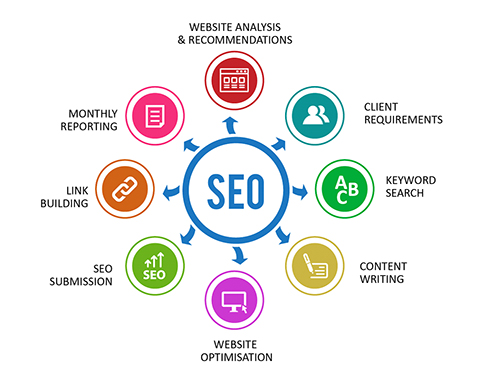 WEBSITE ANALYSIS
& RECOMMENDATIONS
CLIENT
REQUIREMENTS
KEYWORD
SEARCH
A
B
C
CONTENT
WRITING
WEBSITE
OPTIMISATION
SEO
SUBMISSION
SEO
LINK
BUILDING
MONTHLY
REPORTING
SEO